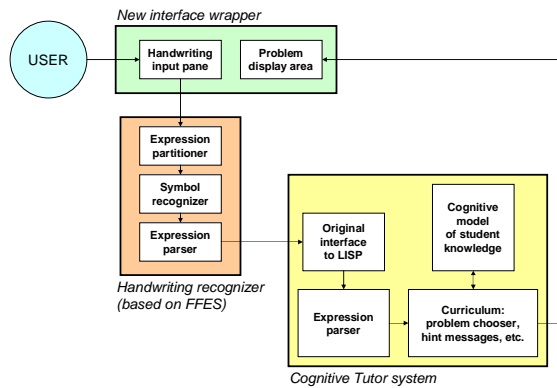 New interface wrapper
USER
Handwriting
input pane
Problem
display area
Expression
partitioner
Symbol
recognizer
Expression
parser
Handwriting recognizer
(based on FFES)
Original
interface
to LISP
Cognitive
model
of student
knowledge
Expression
parser
Curriculum:
problem chooser,
hint messages, etc.
Cognitive Tutor system